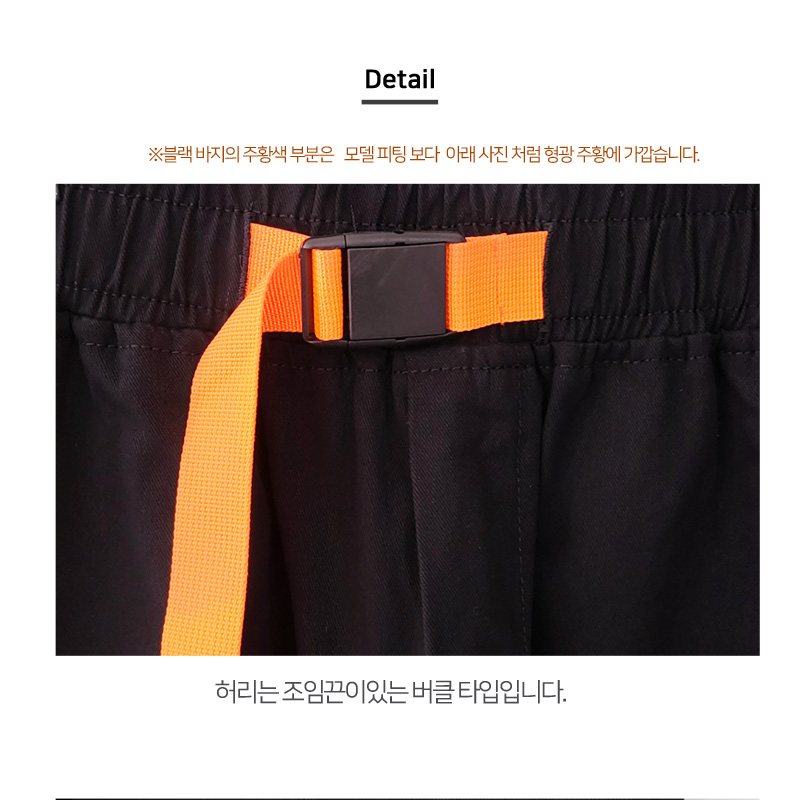 Detail
※블랙 바지의 주황색 부분은 모델 피팅 보다 아래 사진 처럼 형광 주황에 가깝습니다.
허리는 조임끈이있는 버클 타입입니다.